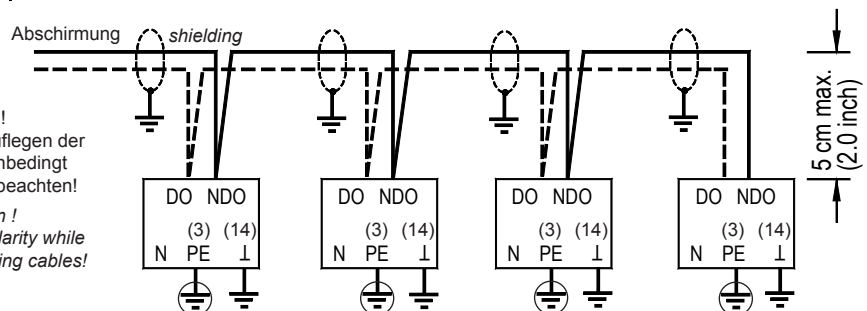 Abschirmung shielding
!
flegen der
nbedingt
beachten!
n !
larity while
ing cables!
5 cm max.
(2.0 inch)
DO NDO
(3) (14)
N PE ⊥
DO NDO
(3) (14)
N PE ⊥
DO NDO
(3) (14)
N PE ⊥
DO NDO
(3) (14)
N PE ⊥